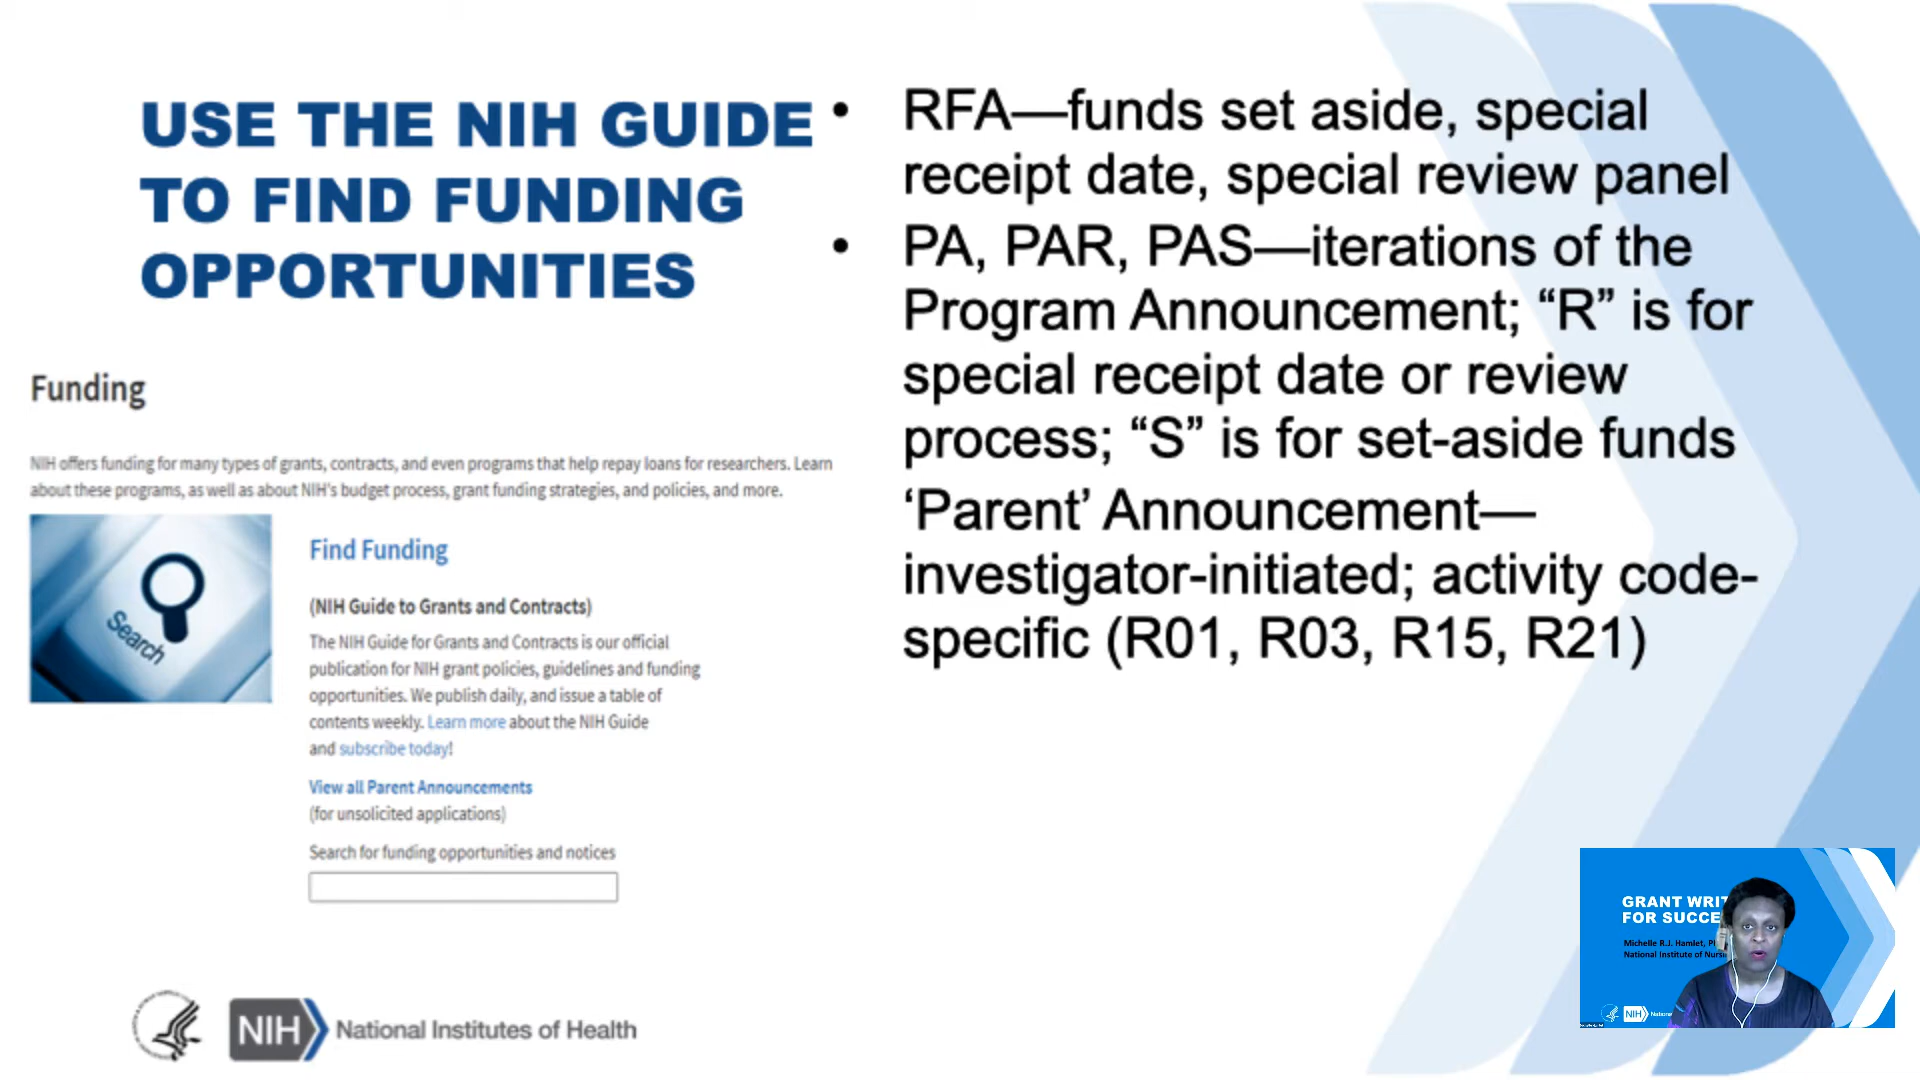 USE THE NIH GUIDE
TO FIND FUNDING
OPPORTUNITIES
Funding
NIH offers funding for many types of grants, contracts, and even programs that help repay loans for researchers. Learn
about these programs, as well as about NIH's budget process, grant funding strategies, and policies, and more.
Search
Find Funding
(NIH Guide to Grants and Contracts)
The NIH Guide for Grants and Contracts is our official
publication for NIH grant policies, guidelines and funding
opportunities. We publish daily, and issue a table of
contents weekly. Learn more about the NIH Guide
and subscribe today!
View all Parent Announcements
(for unsolicited applications)
Search for funding opportunities and notices
NIH National Institutes of Health
• RFA—funds set aside, special
receipt date, special review panel
• PA, PAR, PAS—iterations of the
Program Announcement; “R” is for
special receipt date or review
process; “S” is for set-aside funds
‘Parent’ Announcement—
investigator-initiated; activity code-
specific (R01, R03, R15, R21)
GRANT WRIT
FOR SUCCE
Michelle R.J. Hamlet, P
National Institute of Nurs
NIH